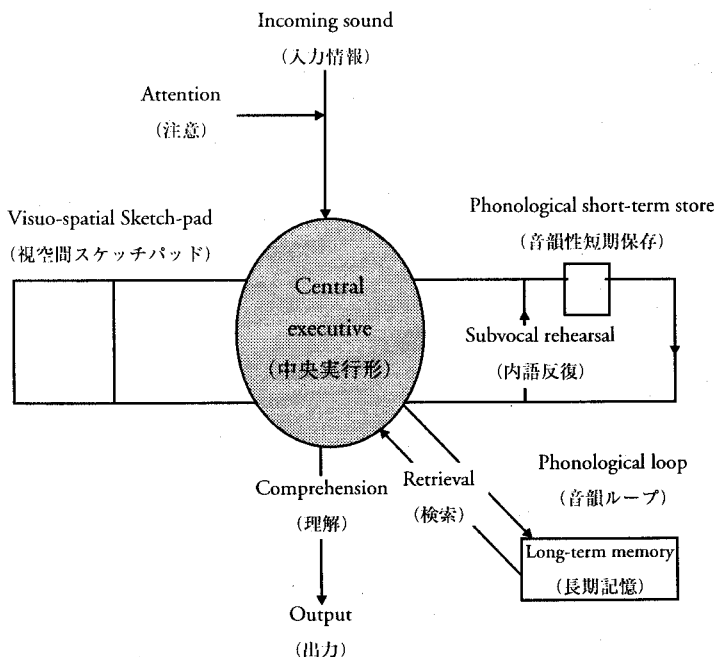 Incoming sound
（入力情報）
Attention
（注意）
Visuo-spatial Sketch-pad
（視空間スケッチパッド）
Phonological short-term store
（音韻性短期保存）
Central
executive
（中央実行形）
Subvocal rehearsal
（内語反復）
Comprehension
（理解）
Retrieval
（検索）
Phonological loop
（音韻ループ）
Long-term memory
（長期記憶）
Output
（出力）